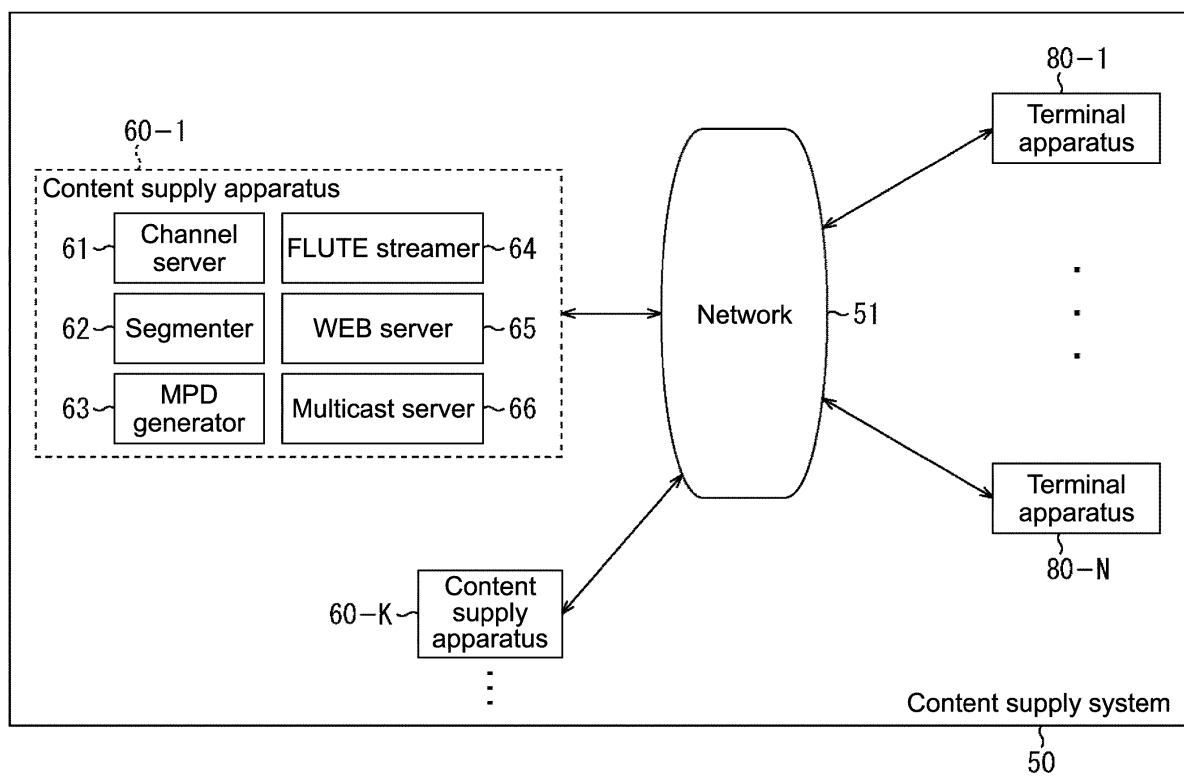 60-1
Content supply apparatus
61
Channel
server
FLUTE streamer
64
62
Segmenter
WEB server
65
63
MPD
generator
Multicast server
66
Network
51
80-1
Terminal
apparatus
Terminal
apparatus
80-N
60-K
Content
supply
apparatus
Content supply system
50